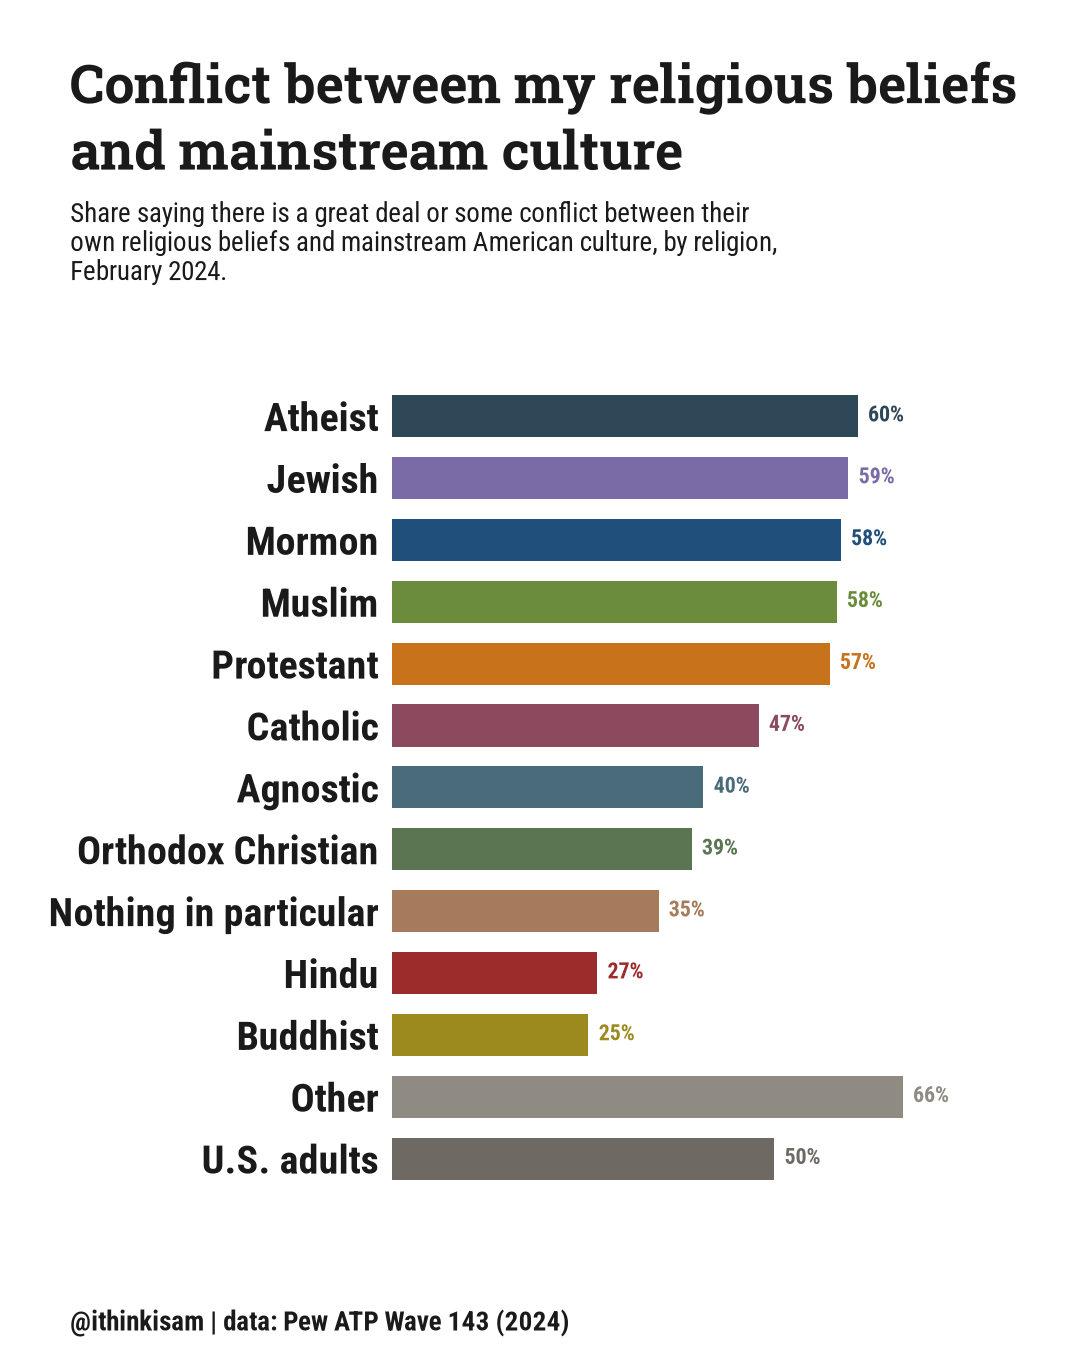 Conflict between my religious beliefs
and mainstream culture
Share saying there is a great deal or some conflict between their
own religious beliefs and mainstream American culture, by religion,
February 2024.
Atheist 60%
Jewish 59%
Mormon 58%
Muslim 58%
Protestant 57%
Catholic 47%
Agnostic 40%
Orthodox Christian 39%
Nothing in particular 35%
Hindu 27%
Buddhist 25%
Other 66%
U.S. adults 50%
@ithinkisam | data: Pew ATP Wave 143 (2024)